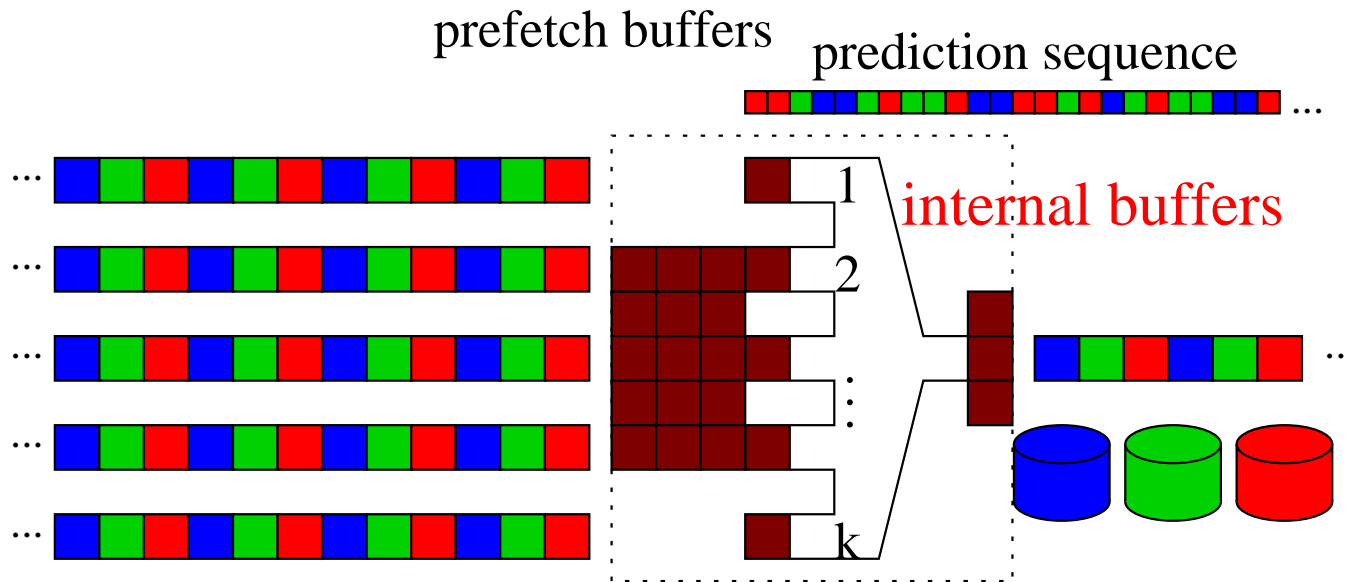 prefetch buffers
prediction sequence
...
... 1
internal buffers
... 2
... ⋮ ..
...
... k